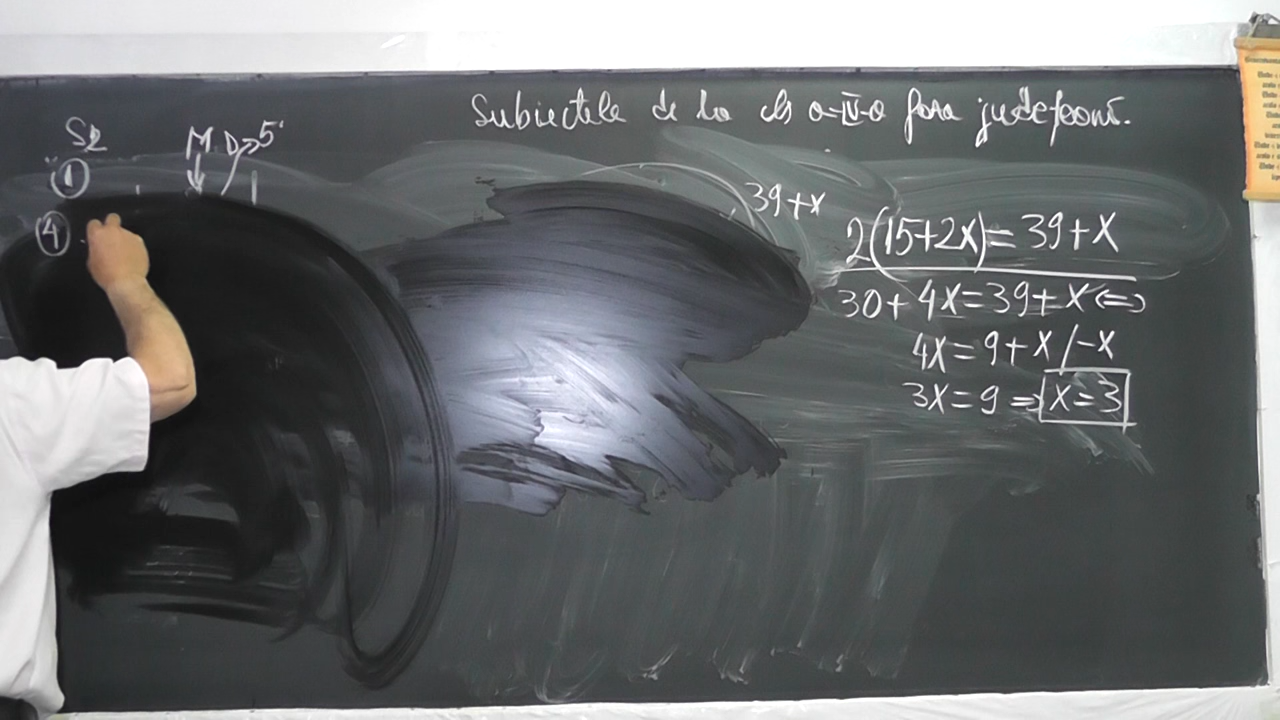 Subiectele de la cls a-IV-a faza județeană.
S2
M D 5'
1
4
39+x
2(15+2x)=39+x
30+4x=39+x⇔
4x=9+x/-x
3x=9⇒x=3